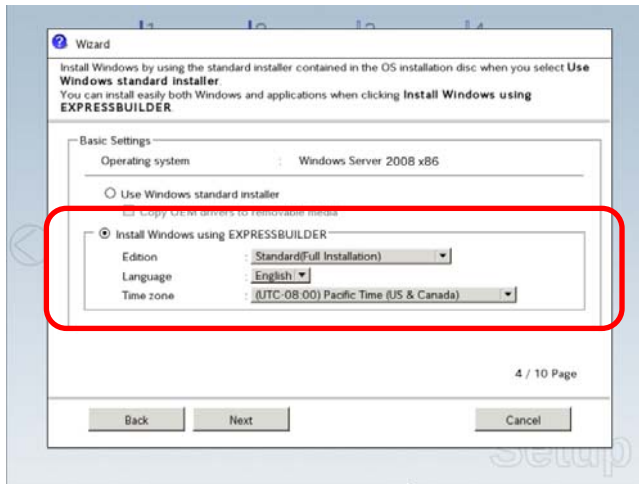 Wizard
Install Windows by using the standard installer contained in the OS installation disc when you select Use
Windows standard installer.
You can install easily both Windows and applications when clicking Install Windows using
EXPRESSBUILDER
Basic Settings
Operating system : Windows Server 2008 x86
Use Windows standard installer
Copy OEM drivers to removable media
Install Windows using EXPRESSBUILDER
Edition : Standard(Full Installation)
Language : English
Time zone : (UTC-08:00) Pacific Time (US & Canada)
4 / 10 Page
Back Next Cancel
Setup